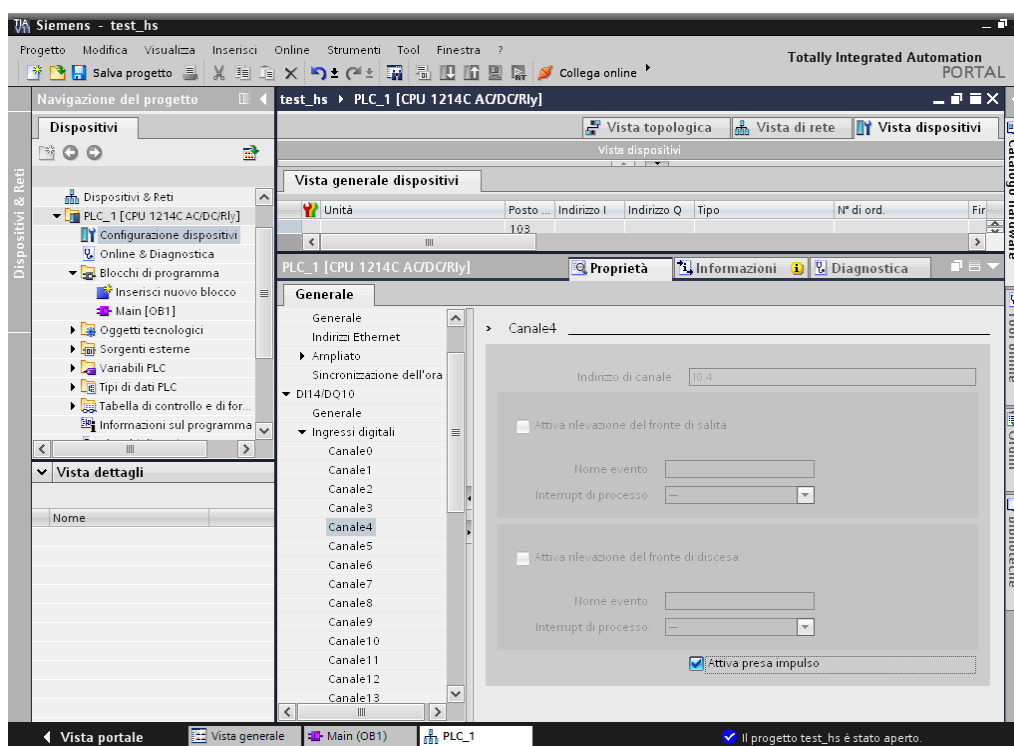 Siemens - test_hs
Progetto Modifica Visualizza Inserisci Online Strumenti Tool Finestra ?
Totally Integrated Automation
PORTAL
Salva progetto Collega online
Navigazione del progetto
test_hs PLC_1 [CPU 1214C AC/DC/Rly]
Dispositivi
Vista topologica Vista di rete Vista dispositivi
Vista dispositivi
Vista generale dispositivi
Unità Posto ... Indirizzo I Indirizzo Q Tipo N° di ord. Fir
103
Dispositivi & Reti
Dispositivi & Reti
PLC_1 [CPU 1214C AC/DC/Rly]
Configurazione dispositivi
Online & Diagnostica
Blocchi di programma
Inserisci nuovo blocco
Main [OB1]
Oggetti tecnologici
Sorgenti esterne
Variabili PLC
Tipi di dati PLC
Tabella di controllo e di for...
Informazioni sul programma
Vista dettagli
Nome
PLC_1 [CPU 1214C AC/DC/Rly]
Proprietà Informazioni Diagnostica
Generale
Generale
Indirizzi Ethernet
Ampliato
Sincronizzazione dell'ora
DI14/DQ10
Generale
Ingressi digitali
Canale0
Canale1
Canale2
Canale3
Canale4
Canale5
Canale6
Canale7
Canale8
Canale9
Canale10
Canale11
Canale12
Canale13
Canale4
Indirizzo di canale: I0.4
Attiva rilevazione del fronte di salita:
Nome evento:
Interrupt di processo: —
Attiva rilevazione del fronte di discesa:
Nome evento:
Interrupt di processo: —
Attiva presa impulso
Catalogo hardware
Tool online
Biblioteche
Vista portale Vista generale Main (OB1) PLC_1 Il progetto test_hs è stato aperto.